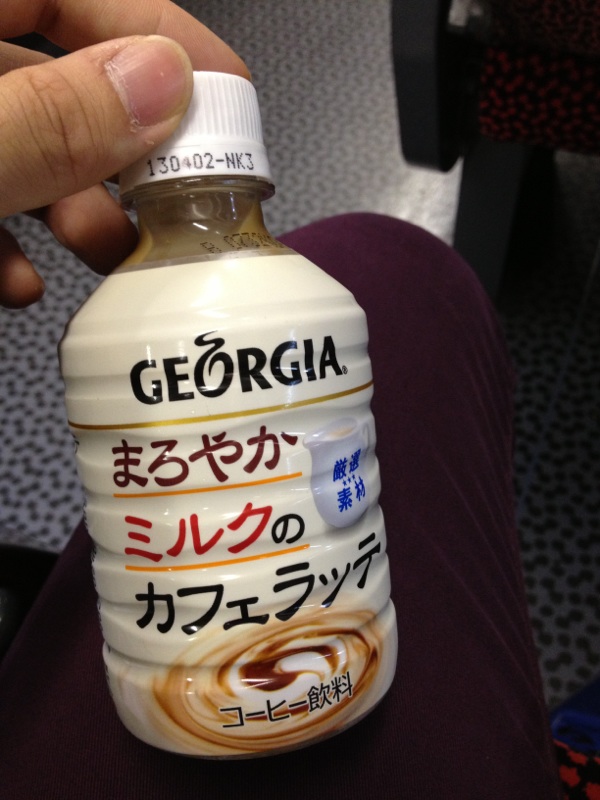 130402-NK3
GEORGIA
まろやか
ミルクの
カフェラッテ
厳選
素材
コーヒー飲料